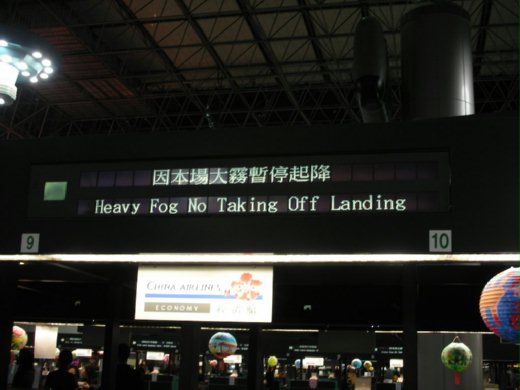 因本場大霧暫停起降
Heavy Fog No Taking Off Landing
9
10
CHINA AIRLINES
ECONOMY